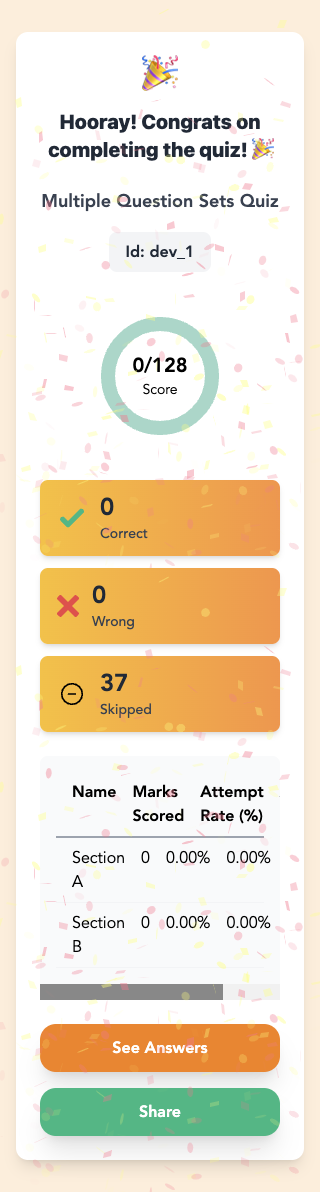 Hooray! Congrats on
completing the quiz! 🎉
Multiple Question Sets Quiz
Id: dev_1
0/128
Score
0
Correct
0
Wrong
37
Skipped
Name Marks Scored Attempt Rate (%)
Section A 0 0.00% 0.00%
Section B 0 0.00% 0.00%
See Answers
Share